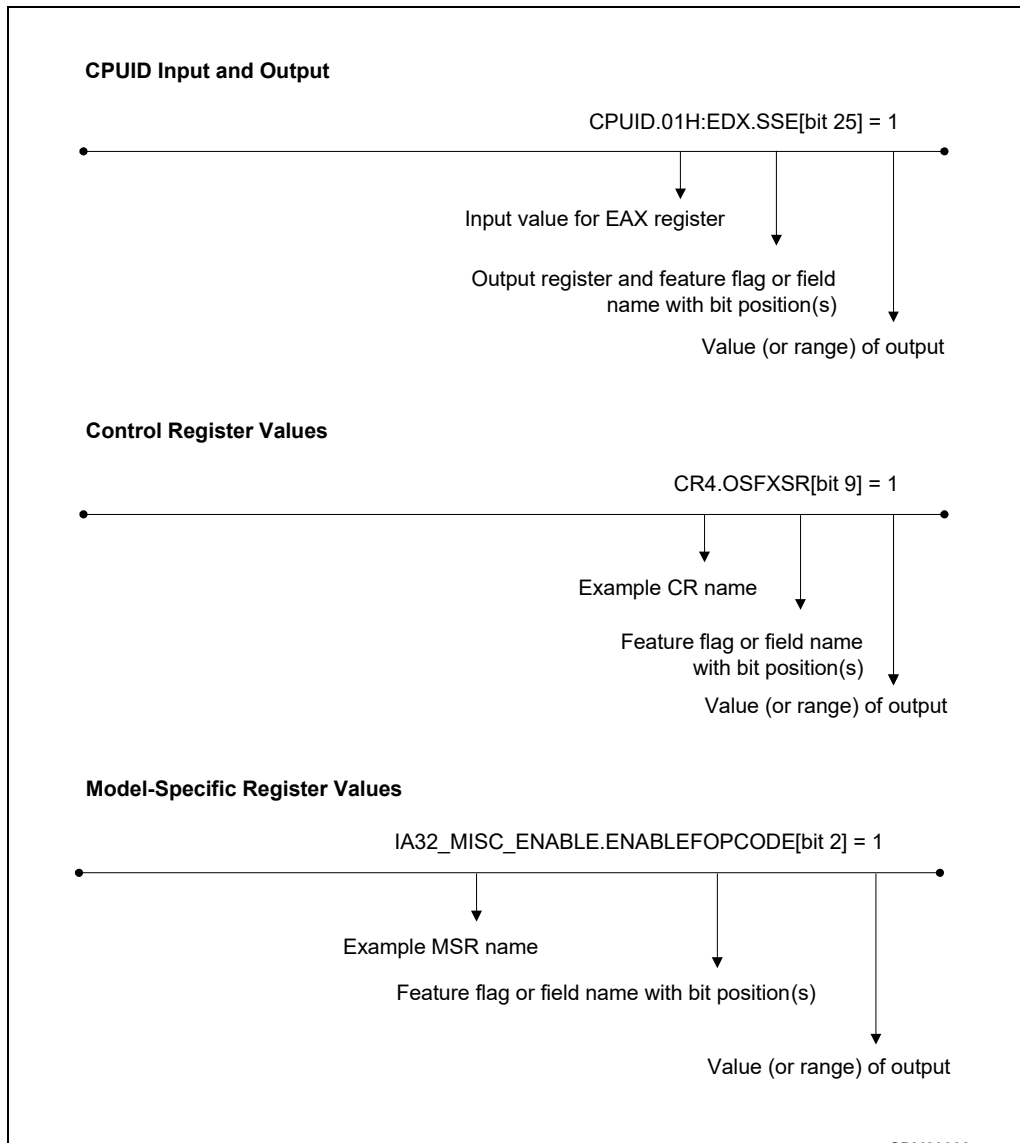 CPUID Input and Output
CPUID.01H:EDX.SSE[bit 25] = 1
Input value for EAX register
Output register and feature flag or field
name with bit position(s)
Value (or range) of output
Control Register Values
CR4.OSFXSR[bit 9] = 1
Example CR name
Feature flag or field name
with bit position(s)
Value (or range) of output
Model-Specific Register Values
IA32_MISC_ENABLE.ENABLEFOPCODE[bit 2] = 1
Example MSR name
Feature flag or field name with bit position(s)
Value (or range) of output